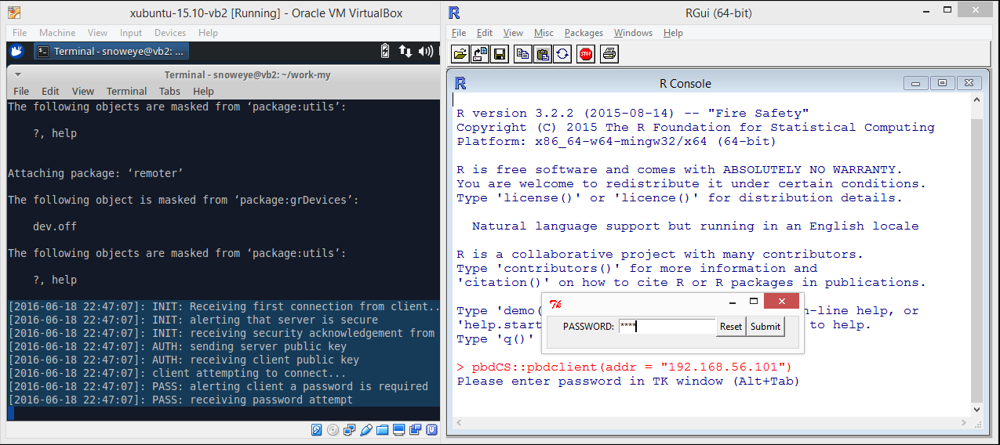 xubuntu-15.10-vb2 [Running] - Oracle VM VirtualBox
File Machine View Input Devices Help
Terminal - snoweye@vb2: ...
Terminal - snoweye@vb2: ~/work-my
File Edit View Terminal Tabs Help
The following objects are masked from ‘package:utils’:
?, help
Attaching package: ‘remoter’
The following object is masked from ‘package:grDevices’:
dev.off
The following objects are masked from ‘package:utils’:
?, help
[2016-06-18 22:47:07]: INIT: Receiving first connection from client..
[2016-06-18 22:47:07]: INIT: alerting that server is secure
[2016-06-18 22:47:07]: INIT: receiving security acknowledgement from
[2016-06-18 22:47:07]: AUTH: sending server public key
[2016-06-18 22:47:07]: AUTH: receiving client public key
[2016-06-18 22:47:07]: client attempting to connect...
[2016-06-18 22:47:07]: PASS: alerting client a password is required
[2016-06-18 22:47:07]: PASS: receiving password attempt
RGui (64-bit)
File Edit View Misc Packages Windows Help
STOP
R Console
R version 3.2.2 (2015-08-14) -- "Fire Safety"
Copyright (C) 2015 The R Foundation for Statistical Computing
Platform: x86_64-w64-mingw32/x64 (64-bit)
R is free software and comes with ABSOLUTELY NO WARRANTY.
You are welcome to redistribute it under certain conditions.
Type 'license()' or 'licence()' for distribution details.
Natural language support but running in an English locale
R is a collaborative project with many contributors.
Type 'contributors()' for more information and
'citation()' on how to cite R or R packages in publications.
Type 'demo( n-line help, or
'help.start to help.
Type 'q()'
PASSWORD: **** Reset Submit
> pbdCS::pbdclient(addr = "192.168.56.101")
Please enter password in TK window (Alt+Tab)